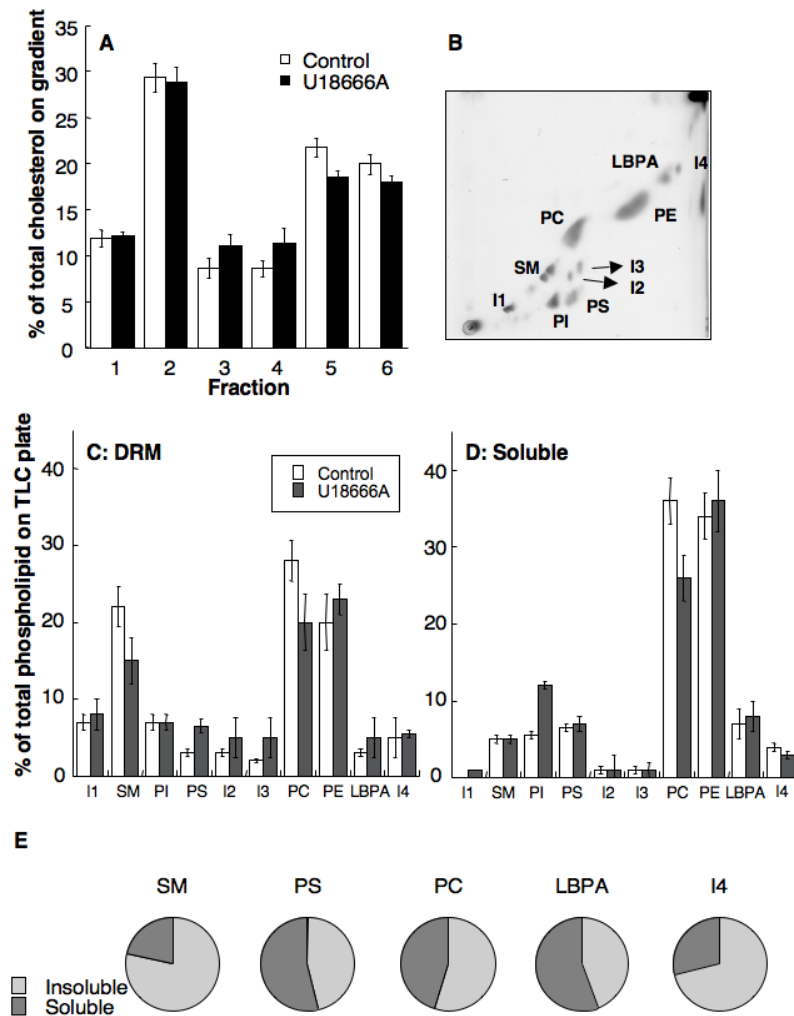 A
Control
U18666A
% of total cholesterol on gradient
35
30
25
20
15
10
5
0
1 2 3 4 5 6
Fraction
B
LBPA I4
PE
PC
SM I3
I2
I1 PS
PI
% of total phospholipid on TLC plate
C: DRM
Control
U18666A
40
30
20
10
0
I1 SM PI PS I2 I3 PC PE LBPA I4
D: Soluble
40
30
20
10
0
I1 SM PI PS I2 I3 PC PE LBPA I4
E
SM PS PC LBPA I4
Insoluble
Soluble